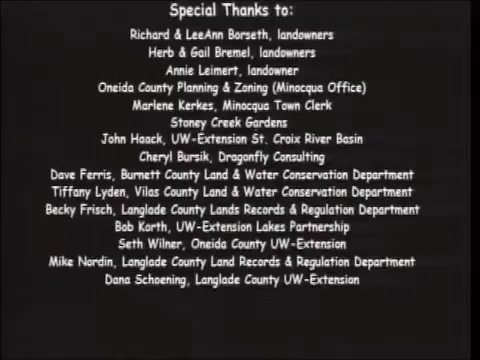 Special Thanks to:
Richard & LeeAnn Borseth, landowners
Herb & Gail Bremel, landowners
Annie Leimert, landowner
Oneida County Planning & Zoning (Minocqua Office)
Marlene Kerkes, Minocqua Town Clerk
Stoney Creek Gardens
John Haack, UW-Extension St. Croix River Basin
Cheryl Bursik, Dragonfly Consulting
Dave Ferris, Burnett County Land & Water Conservation Department
Tiffany Lyden, Vilas County Land & Water Conservation Department
Becky Frisch, Langlade County Lands Records & Regulation Department
Bob Korth, UW-Extension Lakes Partnership
Seth Wilner, Oneida County UW-Extension
Mike Nordin, Langlade County Land Records & Regulation Department
Dana Schoening, Langlade County UW-Extension